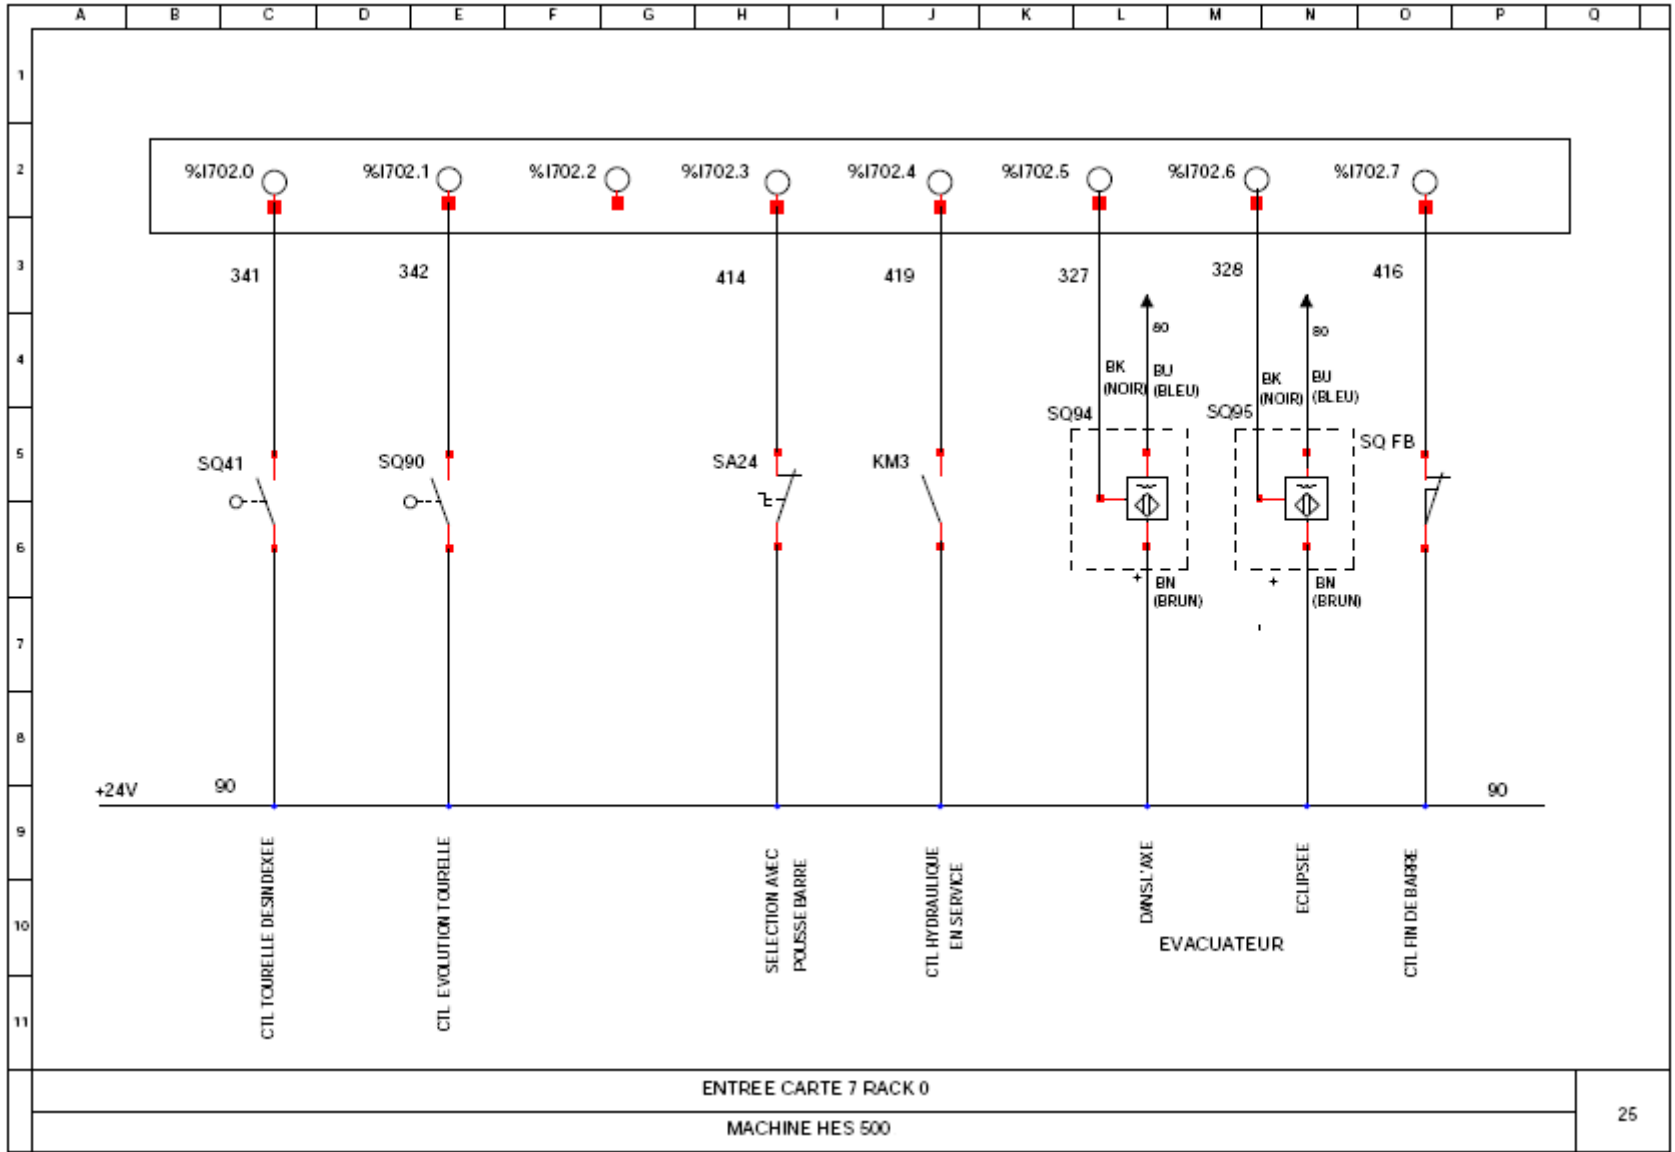 A B C D E F G H I J K L M N O P Q
1
2
3
4
5
6
7
8
9
10
11
%I702.0 %I702.1 %I702.2 %I702.3 %I702.4 %I702.5 %I702.6 %I702.7
341 342 414 419 327 328 416
80 80
BK
(NOIR)
BU
(BLEU)
BK
(NOIR)
BU
(BLEU)
SQ41 SQ90 SA24 KM3 SQ94 SQ95 SQ FB
+ BN
(BRUN)
+ BN
(BRUN)
+24V 90 90
CTL TOURELLE DESINDEXEE
CTL EVOLUTION TOURELLE
SELECTION AVEC
POUSSE BARRE
CTL HYDRAULIQUE
EN SERVICE
DANS L'AXE
ECLIPSEE
EVACUATEUR
CTL FIN DE BARRE
ENTREE CARTE 7 RACK 0
MACHINE HES 500
25